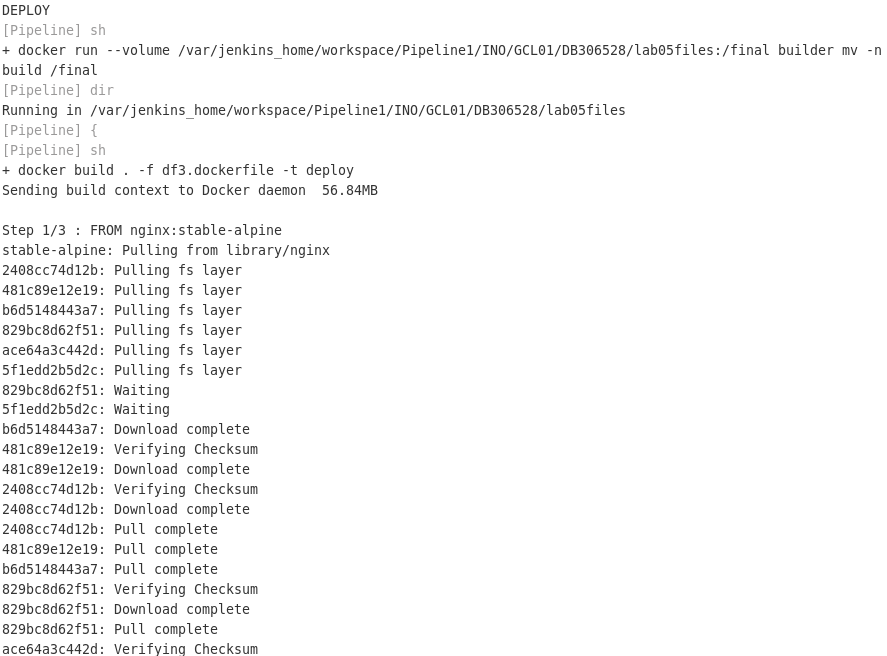 DEPLOY
[Pipeline] sh
+ docker run --volume /var/jenkins_home/workspace/Pipeline1/INO/GCL01/DB306528/lab05files:/final builder mv -n
build /final
[Pipeline] dir
Running in /var/jenkins_home/workspace/Pipeline1/INO/GCL01/DB306528/lab05files
[Pipeline] {
[Pipeline] sh
+ docker build . -f df3.dockerfile -t deploy
Sending build context to Docker daemon  56.84MB
Step 1/3 : FROM nginx:stable-alpine
stable-alpine: Pulling from library/nginx
2408cc74d12b: Pulling fs layer
481c89e12e19: Pulling fs layer
b6d5148443a7: Pulling fs layer
829bc8d62f51: Pulling fs layer
ace64a3c442d: Pulling fs layer
5f1edd2b5d2c: Pulling fs layer
829bc8d62f51: Waiting
5f1edd2b5d2c: Waiting
b6d5148443a7: Download complete
481c89e12e19: Verifying Checksum
481c89e12e19: Download complete
2408cc74d12b: Verifying Checksum
2408cc74d12b: Download complete
2408cc74d12b: Pull complete
481c89e12e19: Pull complete
b6d5148443a7: Pull complete
829bc8d62f51: Verifying Checksum
829bc8d62f51: Download complete
829bc8d62f51: Pull complete
ace64a3c442d: Verifying Checksum